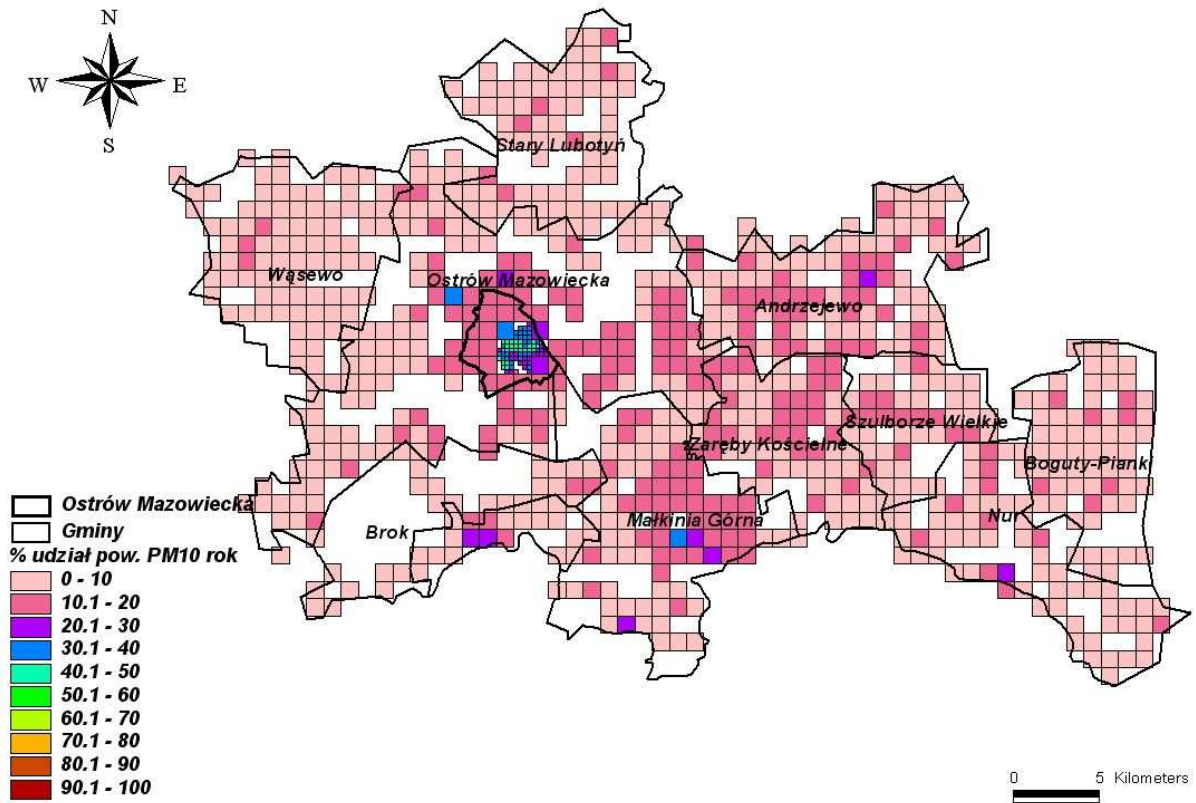 N
W E
S
Stary Lubotyń
Wąsewo
Ostrów Mazowiecka
Andrzejewo
Szulborze Wielkie
Zaręby Kościelne
Boguty-Piank
Małkinia Górna
Nur
Brok
Ostrów Mazowiecka
Gminy
% udział pow. PM10 rok
0 - 10
10.1 - 20
20.1 - 30
30.1 - 40
40.1 - 50
50.1 - 60
60.1 - 70
70.1 - 80
80.1 - 90
90.1 - 100
0 5 Kilometers